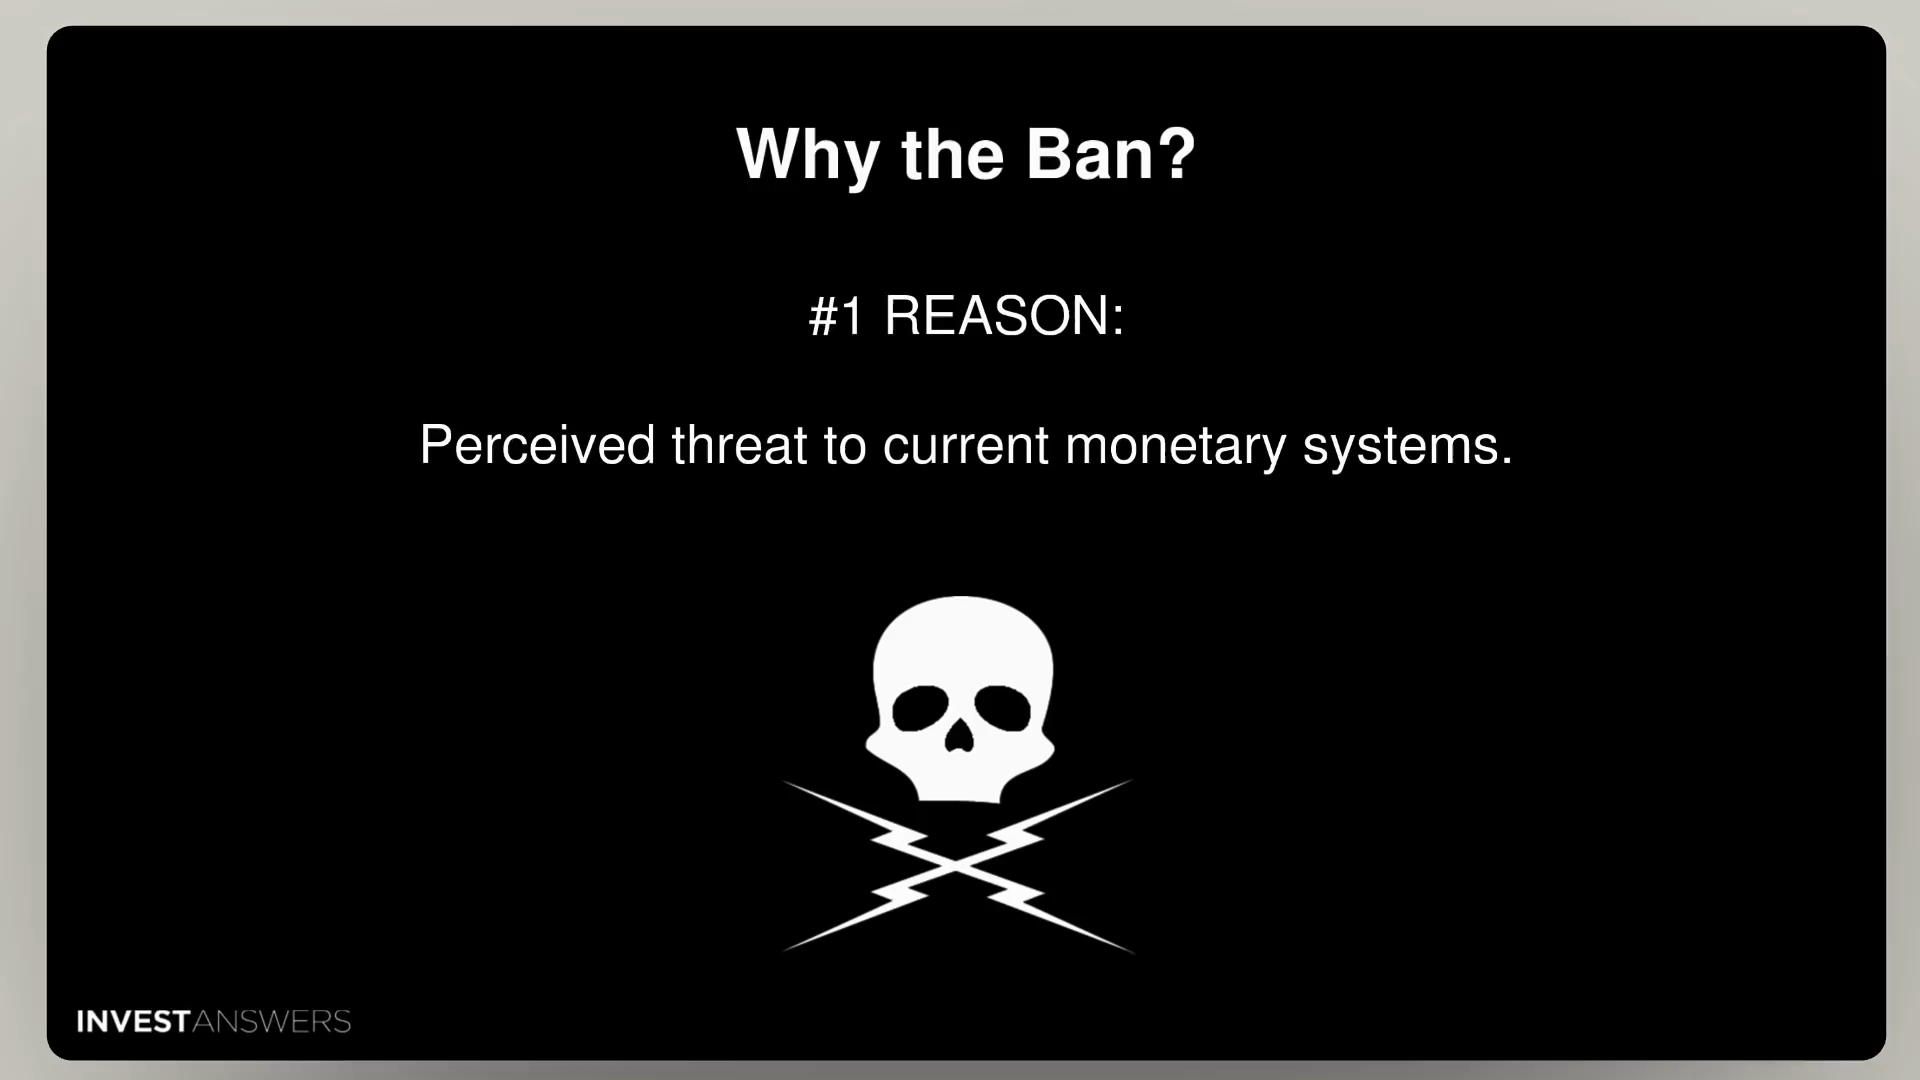 Why the Ban?
#1 REASON:
Perceived threat to current monetary systems.
INVESTANSWERS